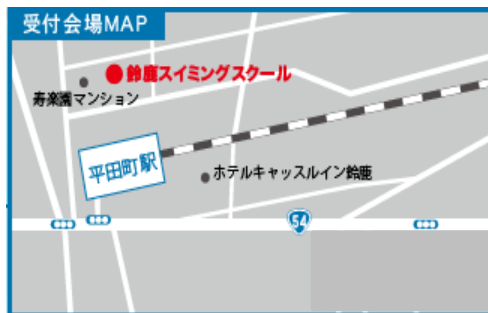 受付会場MAP
鈴鹿スイミングスクール
寿楽園マンション
平田町駅
ホテルキャッスルイン鈴鹿
54